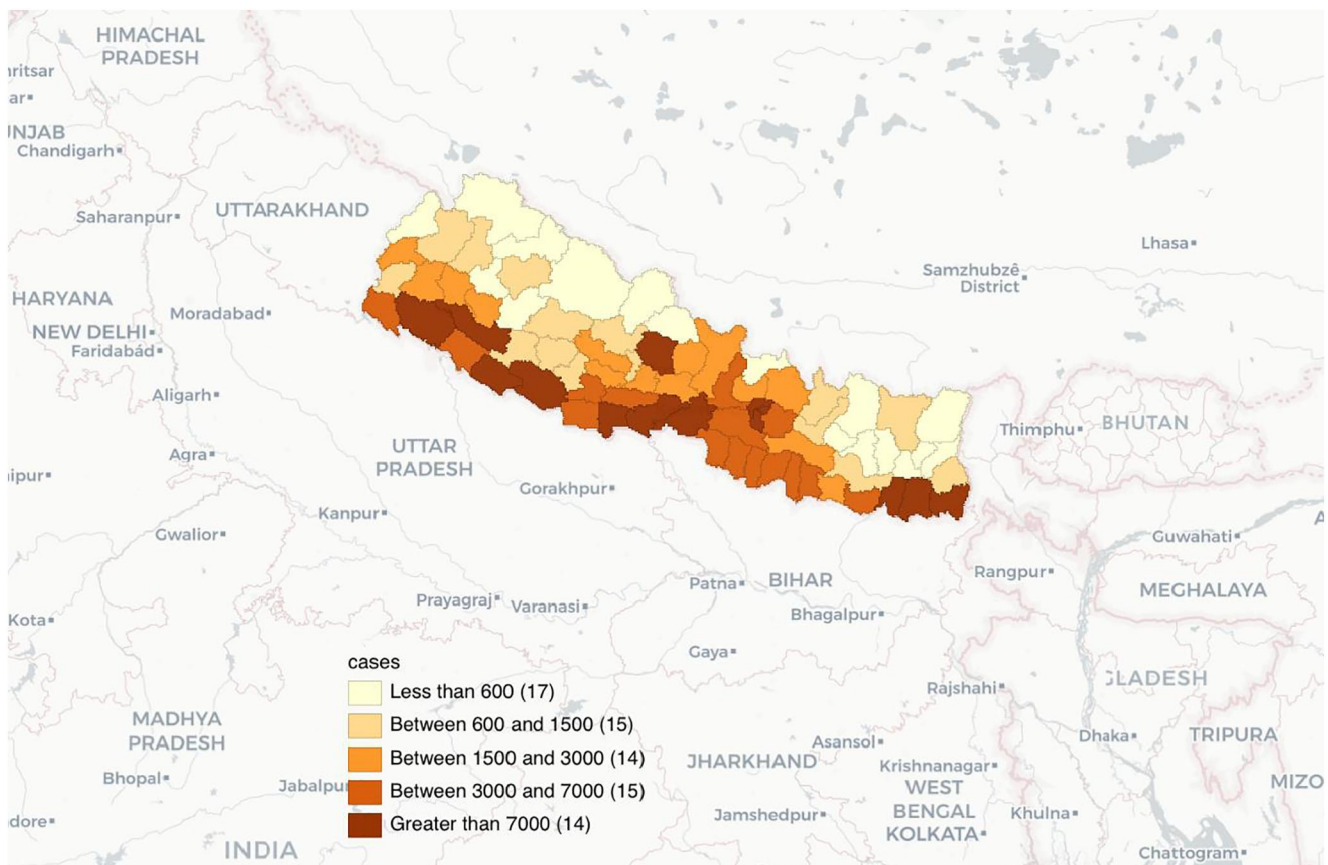 HIMACHAL
PRADESH
mritsar
ar
UNJAB
Chandigarh
Saharanpur
UTTARAKHAND
Lhasa
Samzhubzê
District
HARYANA
Moradabad
NEW DELHI
Faridabád
Aligarh
Thimphu
BHUTAN
UTTAR
PRADESH
Agra
ipur
Gorakhpur
Kanpur
Gwalior
Guwahati
A
Patna
BIHAR
Rangpur
MEGHALAYA
Prayagraj
Varanasi
Bhagalpur
Kota
Gaya
cases
Less than 600 (17)
Between 600 and 1500 (15)
Between 1500 and 3000 (14)
Between 3000 and 7000 (15)
Greater than 7000 (14)
GLADESH
Rajshahi
MADHYA
PRADESH
Asansol
Dhaka
TRIPURA
JHARKHAND
Krishnanagar
Bhopal
Jabalpu
WEST
BENGAL
KOLKATA
MIZO
dore
Jamshedpur
Khulna
INDIA
Chattogram